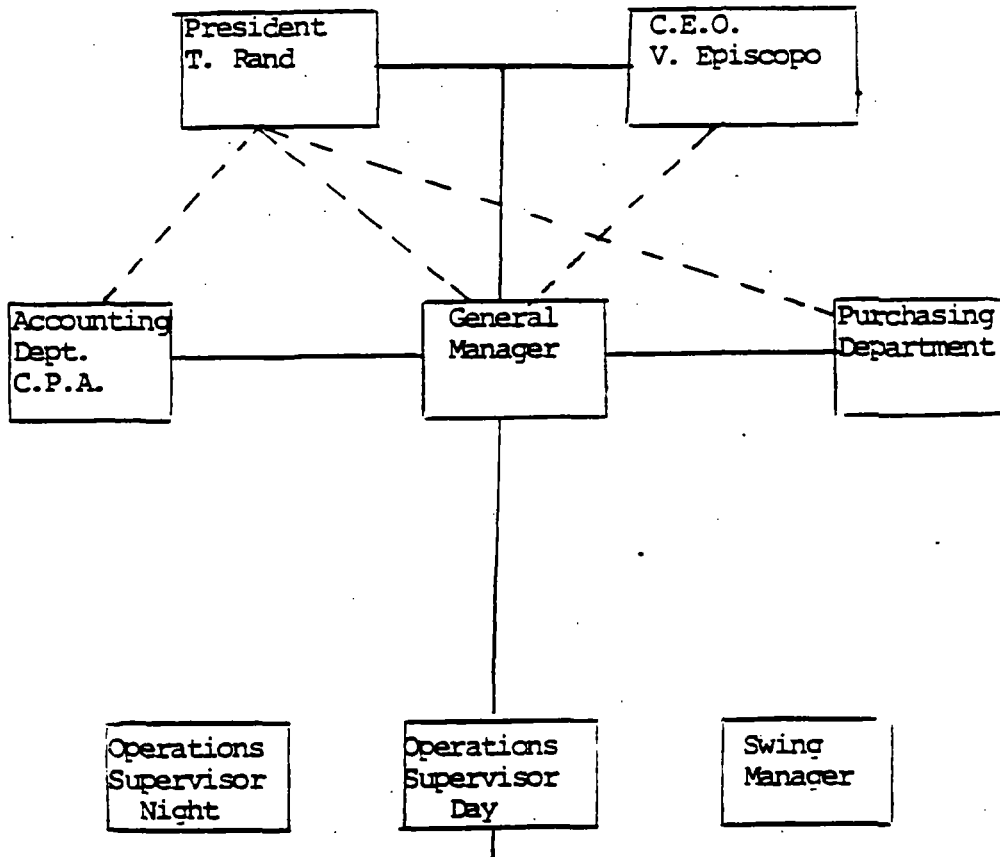 President
T. Rand
C.E.O.
V. Episcopo
Accounting
Dept.
C.P.A.
General
Manager
Purchasing
Department
Operations
Supervisor
Night
Operations
Supervisor
Day
Swing
Manager